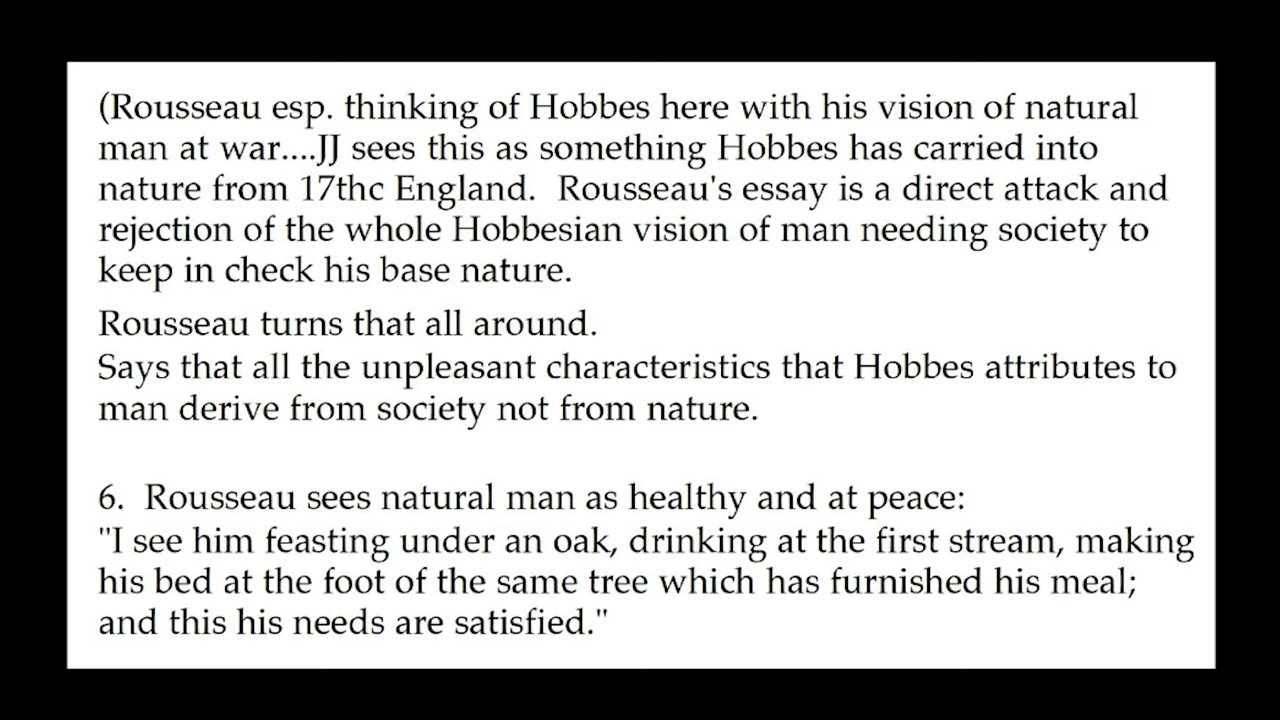 (Rousseau esp. thinking of Hobbes here with his vision of natural
man at war....JJ sees this as something Hobbes has carried into
nature from 17thc England.  Rousseau's essay is a direct attack and
rejection of the whole Hobbesian vision of man needing society to
keep in check his base nature.
Rousseau turns that all around.
Says that all the unpleasant characteristics that Hobbes attributes to
man derive from society not from nature.
6.  Rousseau sees natural man as healthy and at peace:
"I see him feasting under an oak, drinking at the first stream, making
his bed at the foot of the same tree which has furnished his meal;
and this his needs are satisfied."